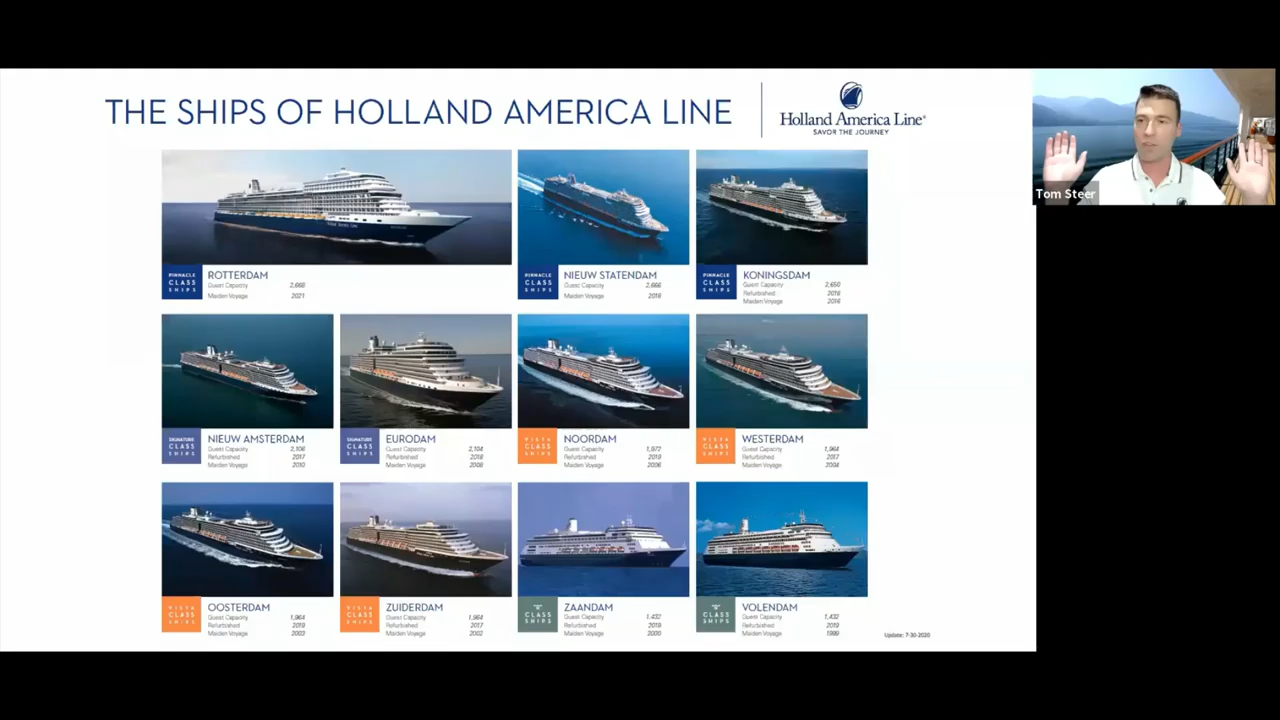 THE SHIPS OF HOLLAND AMERICA LINE
Holland America Line®
SAVOR THE JOURNEY
Tom Steer
PINNACLE CLASS SHIPS
ROTTERDAM
Guest Capacity 2,668
Maiden Voyage 2021
PINNACLE CLASS SHIPS
NIEUW STATENDAM
Guest Capacity 2,666
Maiden Voyage 2018
PINNACLE CLASS SHIPS
KONINGSDAM
Guest Capacity 2,650
Refurbished 2016
Maiden Voyage 2016
SIGNATURE CLASS SHIPS
NIEUW AMSTERDAM
Guest Capacity 2,106
Refurbished 2017
Maiden Voyage 2010
SIGNATURE CLASS SHIPS
EURODAM
Guest Capacity 2,104
Refurbished 2018
Maiden Voyage 2008
VISTA CLASS SHIPS
NOORDAM
Guest Capacity 1,972
Refurbished 2019
Maiden Voyage 2006
VISTA CLASS SHIPS
WESTERDAM
Guest Capacity 1,964
Refurbished 2017
Maiden Voyage 2004
VISTA CLASS SHIPS
OOSTERDAM
Guest Capacity 1,964
Refurbished 2019
Maiden Voyage 2003
VISTA CLASS SHIPS
ZUIDERDAM
Guest Capacity 1,964
Refurbished 2017
Maiden Voyage 2002
CLASS SHIPS
ZAANDAM
Guest Capacity 1,432
Refurbished 2019
Maiden Voyage 2000
CLASS SHIPS
VOLENDAM
Guest Capacity 1,432
Refurbished 2019
Maiden Voyage 1999
Update: 7-30-2020